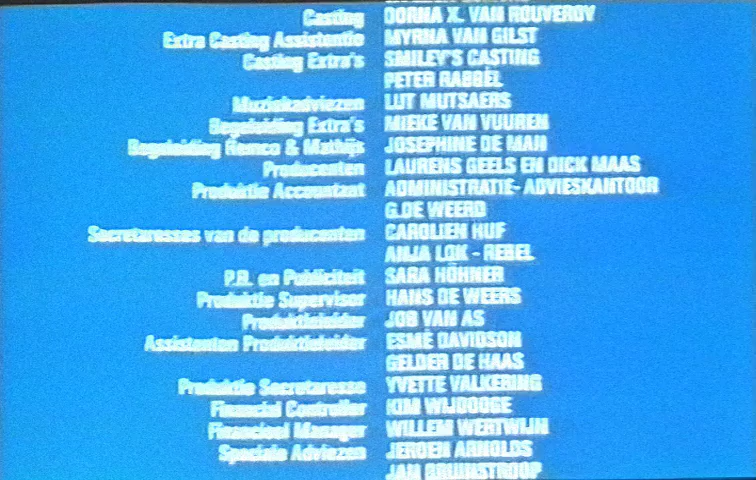 Casting DORNA X. VAN ROUVEROY
Extra Casting Assistentie MYRNA VAN GILST
Casting Extra's SMILEY'S CASTING
PETER RABBËL
Muziekadviezen LUT MUTSAERS
Begeleiding Extra's MIEKE VAN VUUREN
Begeleiding Remco & Mathijs JOSEPHINE DE MAN
Producenten LAURENS GEELS EN DICK MAAS
Produktie Accountant ADMINISTRATIE- ADVIESKANTOOR
G.DE WEERD
Secretaresses van de producenten CAROLIEN HUF
ANJA LOK - REBEL
P.R. en Publiciteit SARA HÖHNER
Produktie Supervisor HANS DE WEERS
Produktieleider JOB VAN AS
Assistenten Produktieleider ESMÉ DAVIDSON
GELDER DE HAAS
Produktie Secretaresse YVETTE VALKERING
Financial Controller KIM
Financieel Manager WILLEM WERTWIJN
Speciale Adviezen JEROEN ARNOLDS
JAN BRUINSTROOP